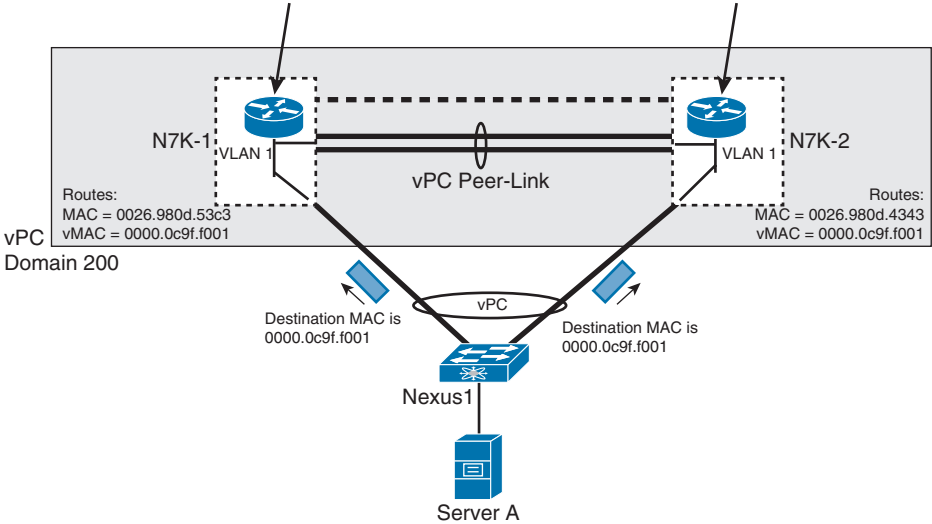 N7K-1
VLAN 1
vPC Peer-Link
VLAN 1
N7K-2
Routes:
MAC = 0026.980d.53c3
vMAC = 0000.0c9f.f001
Routes:
MAC = 0026.980d.4343
vMAC = 0000.0c9f.f001
vPC
Domain 200
vPC
Destination MAC is
0000.0c9f.f001
Destination MAC is
0000.0c9f.f001
Nexus1
Server A